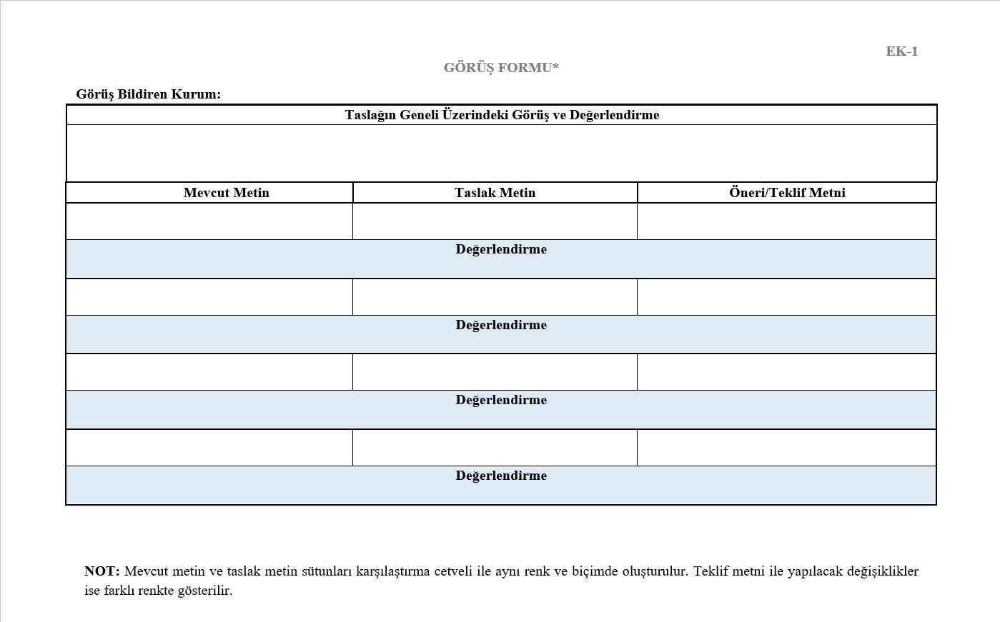 EK-1
GÖRÜŞ FORMU*
Görüş Bildiren Kurum:
Taslağın Geneli Üzerindeki Görüş ve Değerlendirme
Mevcut Metin
Taslak Metin
Öneri/Teklif Metni
Değerlendirme
Değerlendirme
Değerlendirme
Değerlendirme
NOT: Mevcut metin ve taslak metin sütunları karşılaştırma cetveli ile aynı renk ve biçimde oluşturulur. Teklif metni ile yapılacak değişiklikler
ise farklı renkte gösterilir.